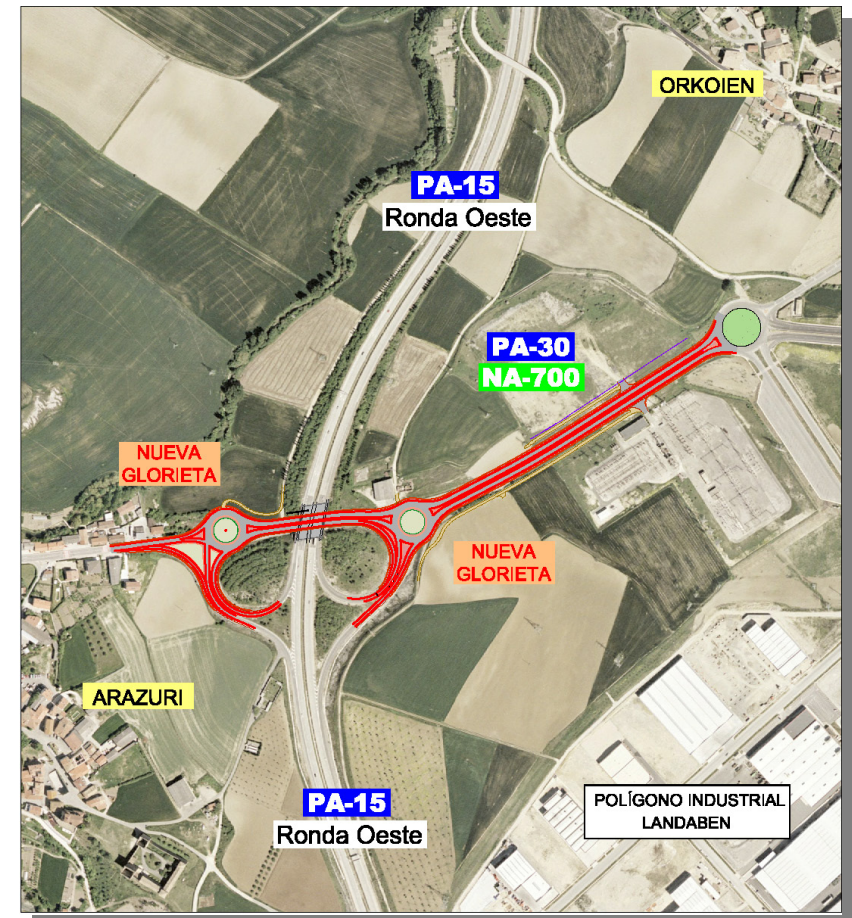 ORKOIEN
PA-15
Ronda Oeste
PA-30
NA-700
NUEVA
GLORIETA
NUEVA
GLORIETA
ARAZURI
PA-15
Ronda Oeste
POLÍGONO INDUSTRIAL
LANDABEN